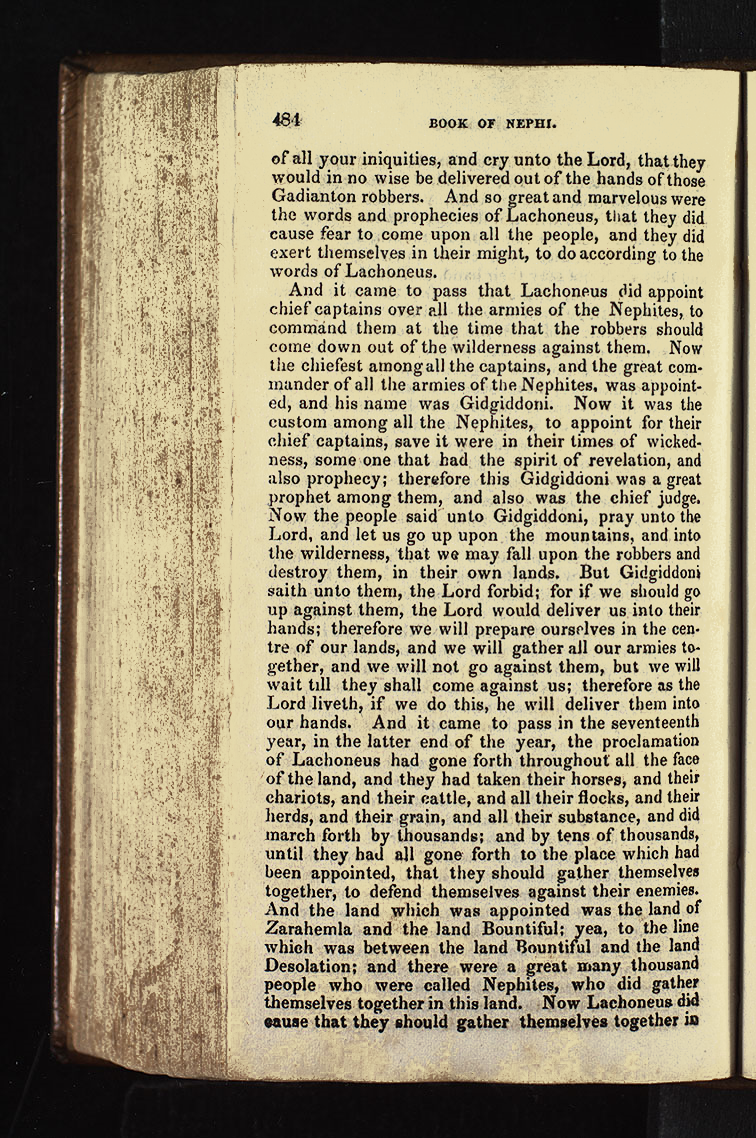 484 BOOK OF NEPHI.
of all your iniquities, and cry unto the Lord, that they
would in no wise be delivered out of the hands of those
Gadianton robbers. And so great and marvelous were
the words and prophecies of Lachoneus, that they did
cause fear to come upon all the people, and they did
exert themselves in their might, to do according to the
words of Lachoneus.
And it came to pass that Lachoneus did appoint
chief captains over all the armies of the Nephites, to
command them at the time that the robbers should
come down out of the wilderness against them. Now
the chiefest among all the captains, and the great com-
mander of all the armies of the Nephites, was appoint-
ed, and his name was Gidgiddoni. Now it was the
custom among all the Nephites, to appoint for their
chief captains, save it were in their times of wicked-
ness, some one that had the spirit of revelation, and
also prophecy; therefore this Gidgiddoni was a great
prophet among them, and also was the chief judge.
Now the people said unto Gidgiddoni, pray unto the
Lord, and let us go up upon the mountains, and into
the wilderness, that we may fall upon the robbers and
destroy them, in their own lands. But Gidgiddoni
saith unto them, the Lord forbid; for if we should go
up against them, the Lord would deliver us into their
hands; therefore we will prepare ourselves in the cen-
tre of our lands, and we will gather all our armies to-
gether, and we will not go against them, but we will
wait till they shall come against us; therefore as the
Lord liveth, if we do this, he will deliver them into
our hands. And it came to pass in the seventeenth
year, in the latter end of the year, the proclamation
of Lachoneus had gone forth throughout all the face
of the land, and they had taken their horses, and their
chariots, and their cattle, and all their flocks, and their
herds, and their grain, and all their substance, and did
march forth by thousands; and by tens of thousands,
until they had all gone forth to the place which had
been appointed, that they should gather themselves
together, to defend themselves against their enemies.
And the land which was appointed was the land of
Zarahemla and the land Bountiful; yea, to the line
which was between the land Bountiful and the land
Desolation; and there were a great many thousand
people who were called Nephites, who did gather
themselves together in this land. Now Lachoneus did
cause that they should gather themselves together in